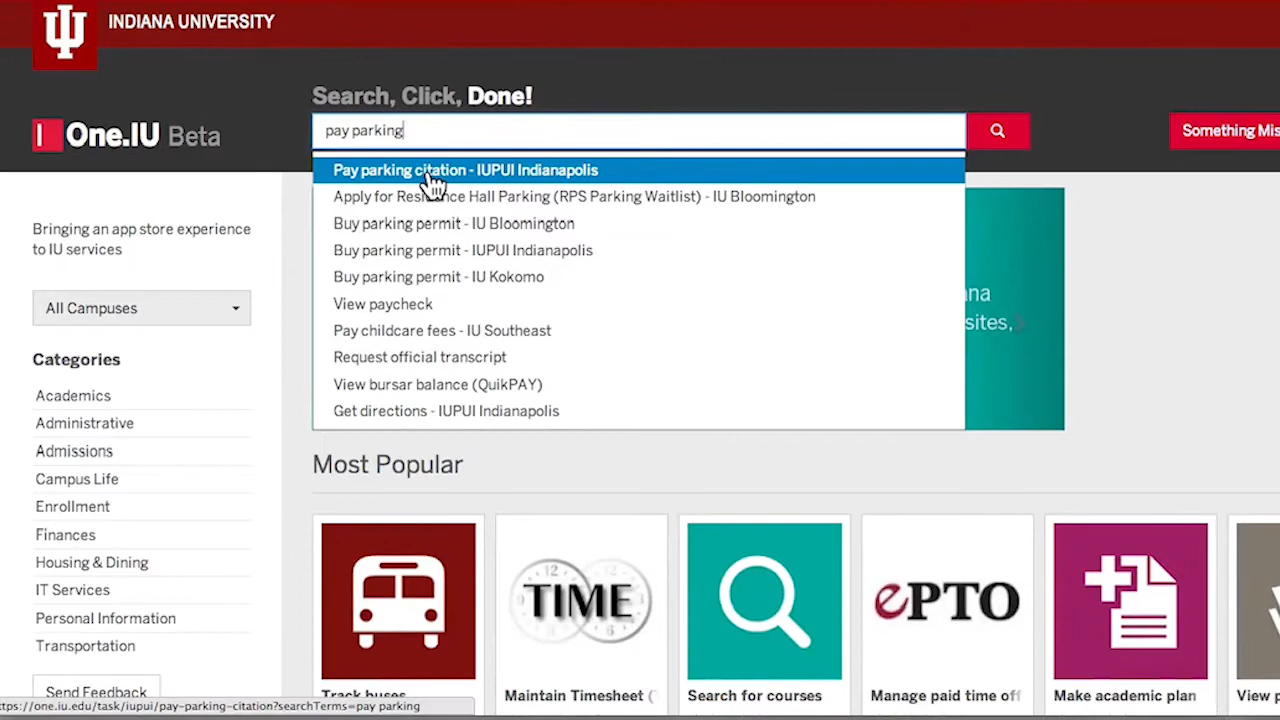 INDIANA UNIVERSITY
Search, Click, Done!
One.IU Beta
pay parking
Something Mis
Pay parking citation - IUPUI Indianapolis
Apply for Residence Hall Parking (RPS Parking Waitlist) - IU Bloomington
Buy parking permit - IU Bloomington
Buy parking permit - IUPUI Indianapolis
Buy parking permit - IU Kokomo
View paycheck
Pay childcare fees - IU Southeast
Request official transcript
View bursar balance (QuikPAY)
Get directions - IUPUI Indianapolis
Bringing an app store experience
to IU services
All Campuses
Categories
Academics
Administrative
Admissions
Campus Life
Enrollment
Finances
Housing & Dining
IT Services
Personal Information
Transportation
Send Feedback
ana
sites,
Most Popular
TIME
ePTO
Track buses
Maintain Timesheet (
Search for courses
Manage paid time off
Make academic plan
View p
ttps://one.iu.edu/task/iupui/pay-parking-citation?searchTerms=pay parking